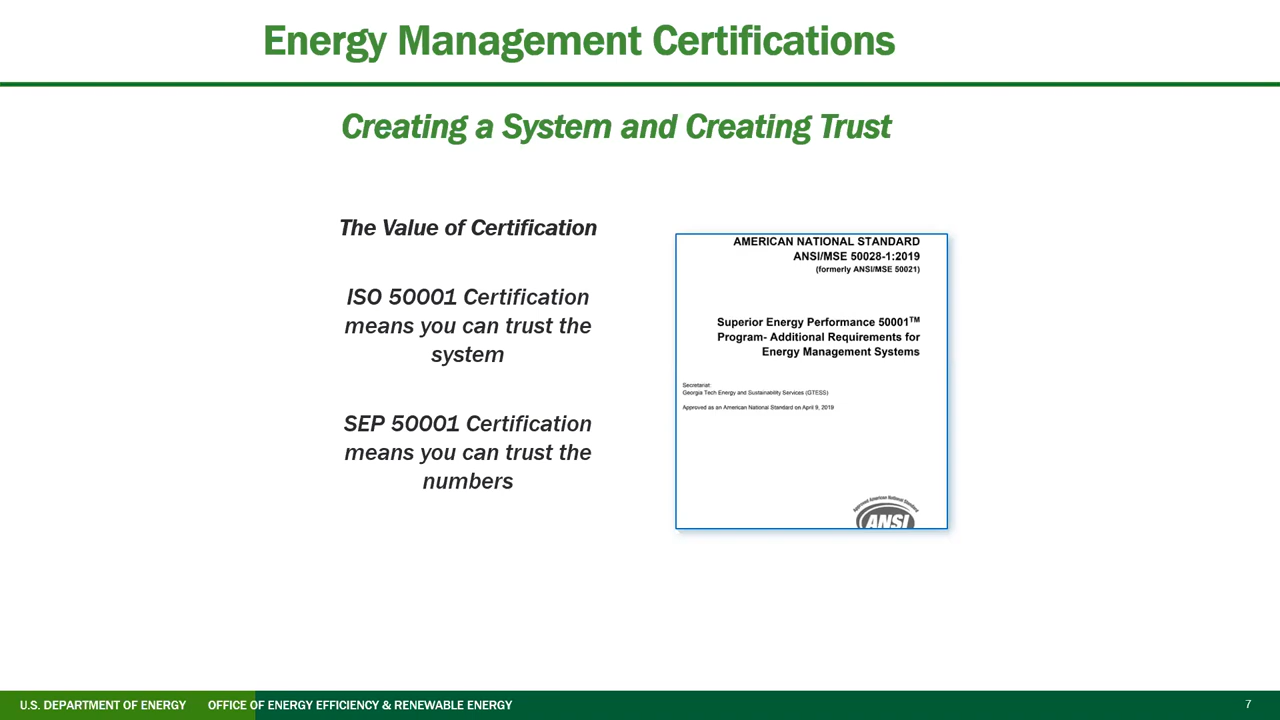 Energy Management Certifications
Creating a System and Creating Trust
The Value of Certification
ISO 50001 Certification
means you can trust the
system
SEP 50001 Certification
means you can trust the
numbers
AMERICAN NATIONAL STANDARD
ANSI/MSE 50028-1:2019
(formerly ANSI/MSE 50021)
Superior Energy Performance 50001TM
Program- Additional Requirements for
Energy Management Systems
Secretariat:
Georgia Tech Energy and Sustainability Services (GTESS)
Approved as an American National Standard on April 9, 2019
Approved American National Standard
ANSI
U.S. DEPARTMENT OF ENERGY OFFICE OF ENERGY EFFICIENCY & RENEWABLE ENERGY
7